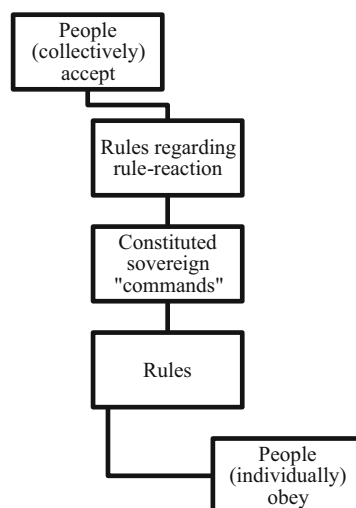 People
(collectively)
accept
Rules regarding
rule-reaction
Constituted
sovereign
"commands"
Rules
People
(individually)
obey